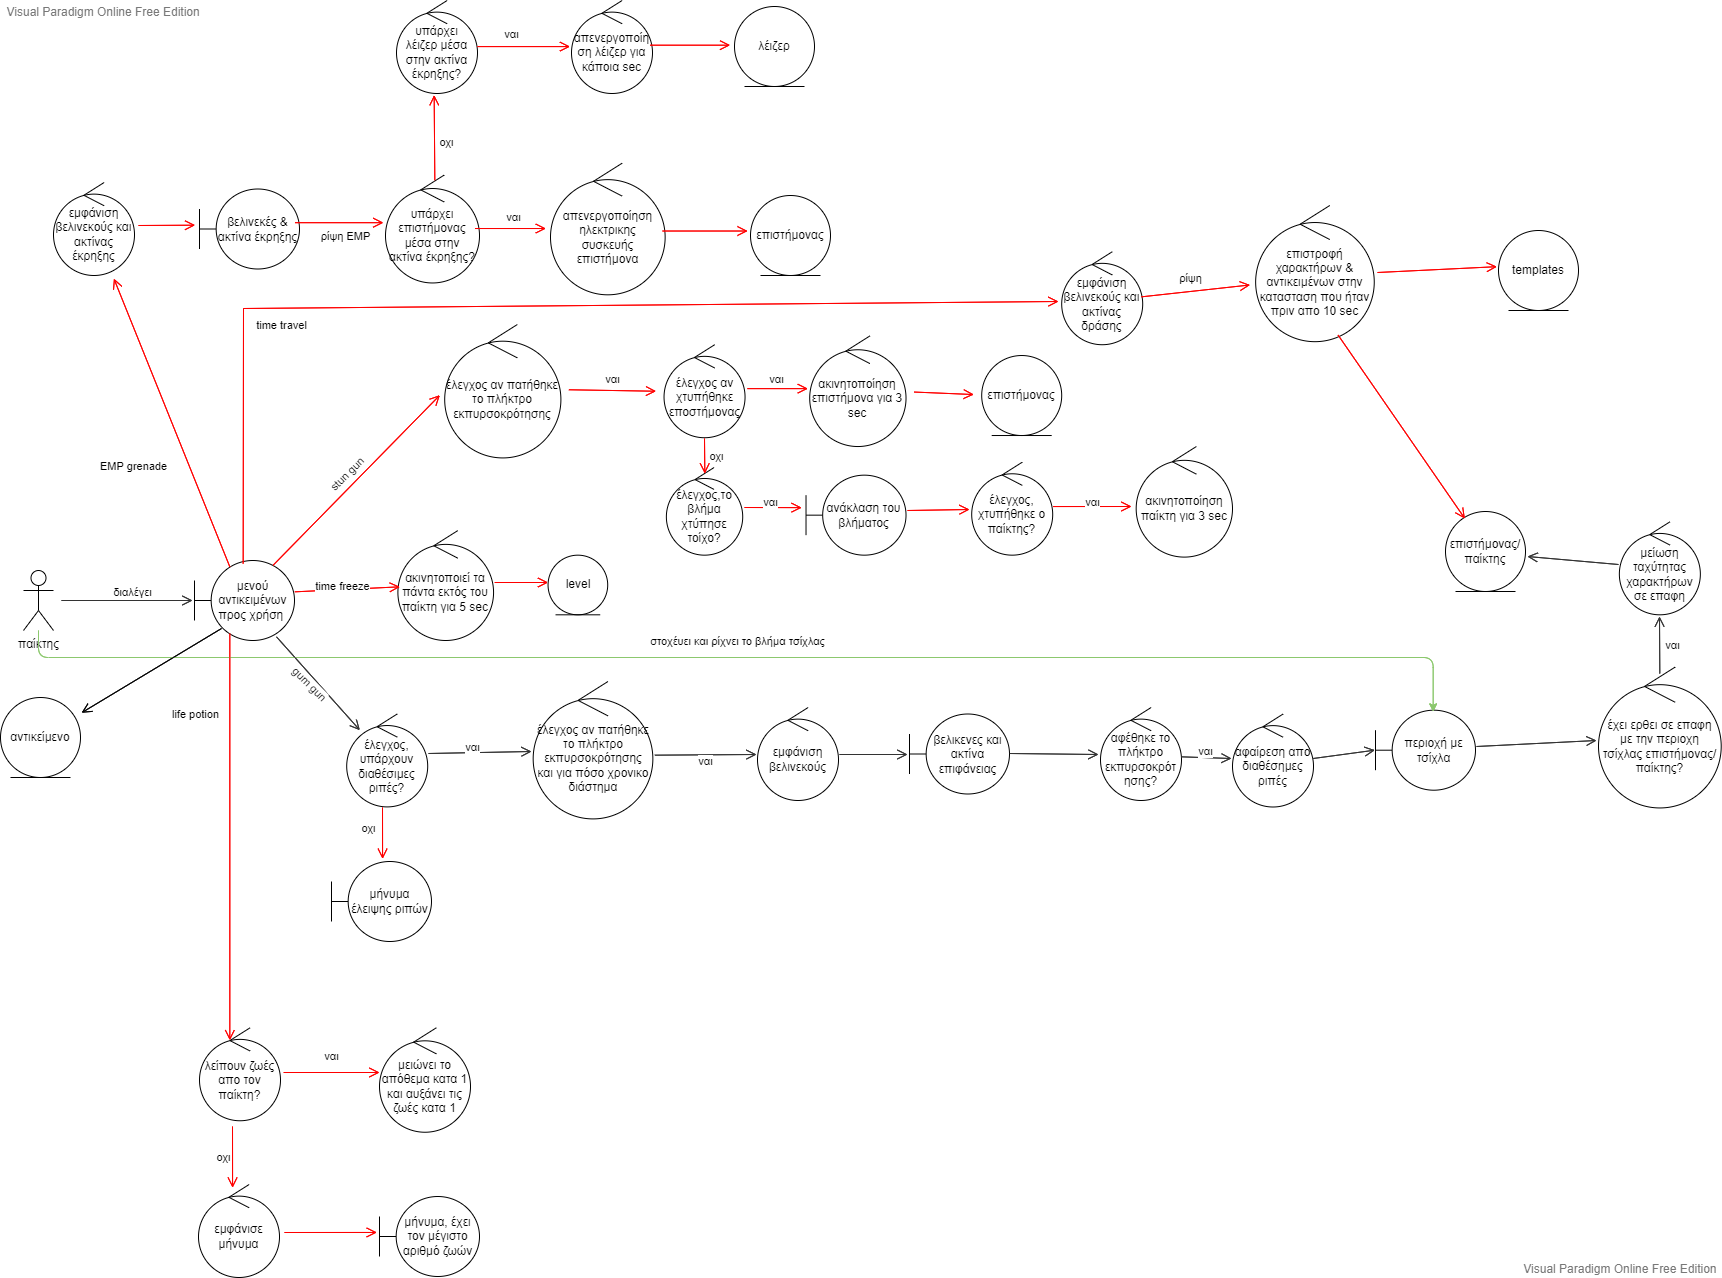 Visual Paradigm Online Free Edition
υπάρχει
λέιζερ μέσα
στην ακτίνα
έκρηξης?
ναι
απενεργοποίη
ση λέιζερ για
κάποια sec
λέιζερ
οχι
εμφάνιση
βελινεκούς και
ακτίνας
έκρηξης
βελινεκές &
ακτίνα έκρηξης
ρίψη EMP
υπάρχει
επιστήμονας
μέσα στην
ακτίνα έκρηξης?
ναι
απενεργοποίηση
ηλεκτρικης
συσκευής
επιστήμονα
επιστήμονας
time travel
εμφάνιση
βελινεκούς και
ακτίνας
δράσης
ρίψη
επιστροφή
χαρακτήρων &
αντικειμένων στην
κατασταση που ήταν
πριν απο 10 sec
templates
EMP grenade
stun gun
έλεγχος αν πατήθηκε
το πλήκτρο
εκπυρσοκρότησης
ναι
έλεγχος αν
χτυπήθηκε
εποστήμονας
ναι
ακινητοποίηση
επιστήμονα για 3
sec
επιστήμονας
οχι
έλεγχος,το
βλήμα
χτύπησε
τοίχο?
ναι
ανάκλαση του
βλήματος
έλεγχος,
χτυπήθηκε ο
παίκτης?
ναι
ακινητοποίηση
παίκτη για 3 sec
επιστήμονας/
παίκτης
μείωση
ταχύτητας
χαρακτήρων
σε επαφη
παίκτης
διαλέγει
μενού
αντικειμένων
προς χρήση
time freeze
ακινητοποιεί τα
πάντα εκτός του
παίκτη για 5 sec
level
στοχέυει και ρίχνει το βλήμα τσίχλας
ναι
αντικείμενο
life potion
gum gun
έλεγχος,
υπάρχουν
διαθέσιμες
ριπές?
ναι
έλεγχος αν πατήθηκε
το πλήκτρο
εκπυρσοκρότησης
και για πόσο χρονικο
διάστημα
ναι
εμφάνιση
βελινεκούς
βελικενες και
ακτίνα
επιφάνειας
αφέθηκε το
πλήκτρο
εκπυρσοκρότ
ησης?
ναι
αφαίρεση απο
διαθέσημες
ριπές
περιοχή με
τσίχλα
έχει ερθει σε επαφη
με την περιοχη
τσίχλας επιστήμονας/
παίκτης?
οχι
μήνυμα
έλειψης ριπών
λείπουν ζωές
απο τον
παίκτη?
ναι
μειώνει το
απόθεμα κατα 1
και αυξάνει τις
ζωές κατα 1
οχι
εμφάνισε
μήνυμα
μήνυμα, έχει
τον μέγιστο
αριθμό ζωών
Visual Paradigm Online Free Edition